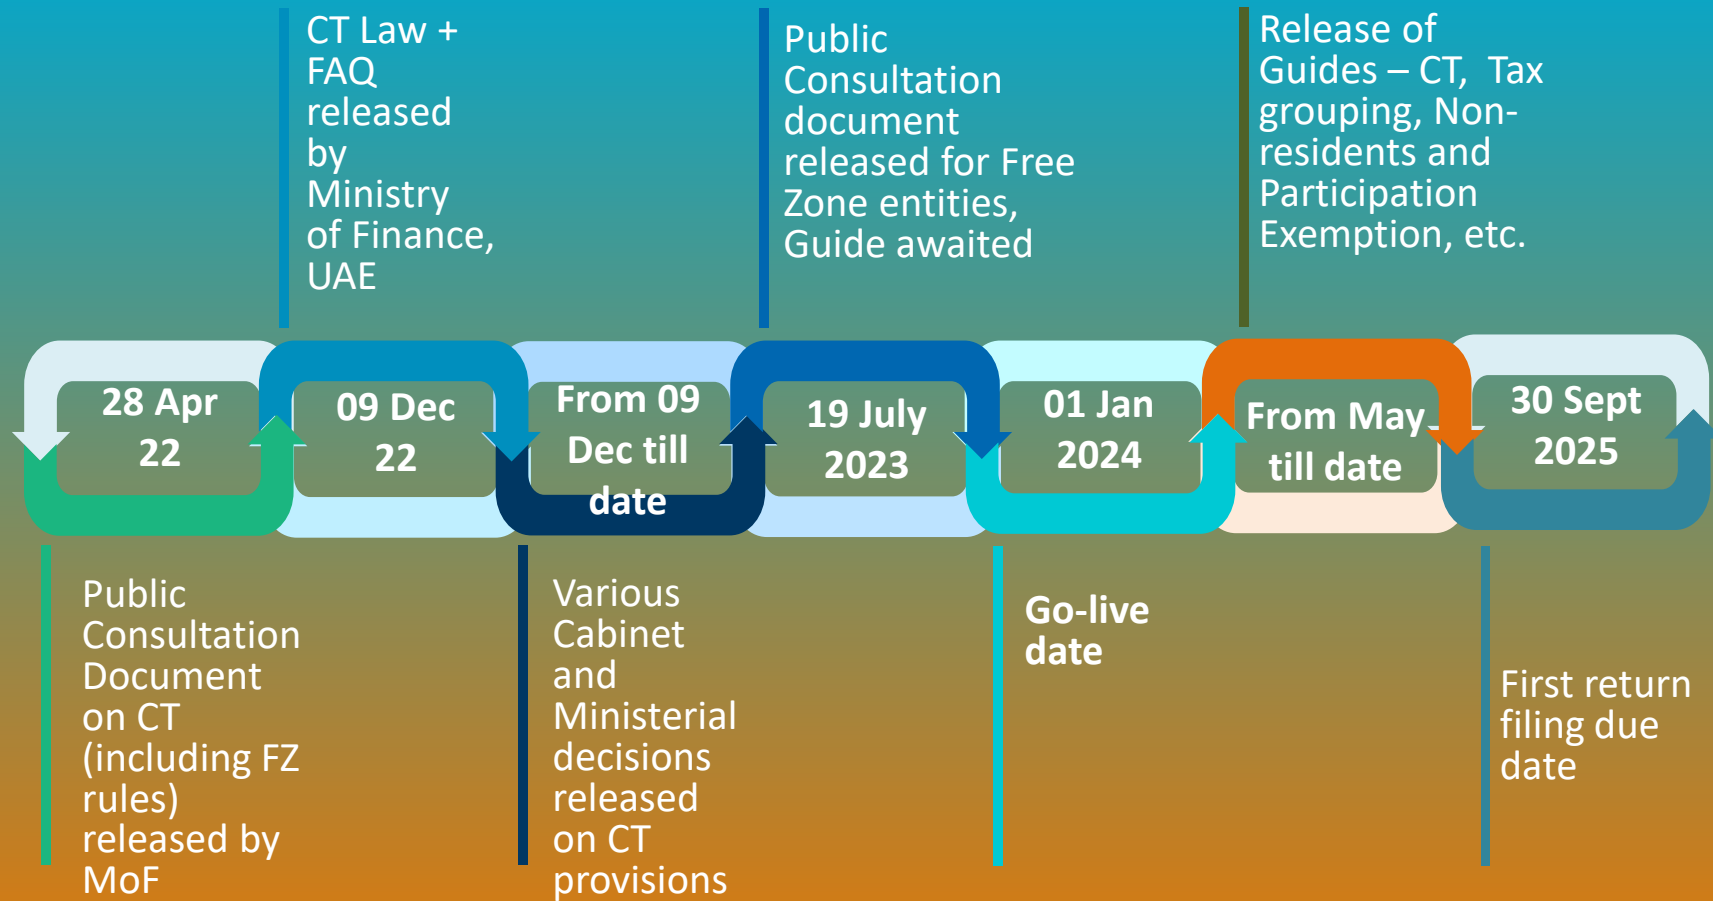 CT Law +
FAQ
released
by
Ministry
of Finance,
UAE
Public
Consultation
document
released for Free
Zone entities,
Guide awaited
Release of
Guides – CT, Tax
grouping, Non-
residents and
Participation
Exemption, etc.
28 Apr
22
09 Dec
22
From 09
Dec till
date
19 July
2023
01 Jan
2024
From May
till date
30 Sept
2025
Public
Consultation
Document
on CT
(including FZ
rules)
released by
MoF
Various
Cabinet
and
Ministerial
decisions
released
on CT
provisions
Go-live
date
First return
filing due
date